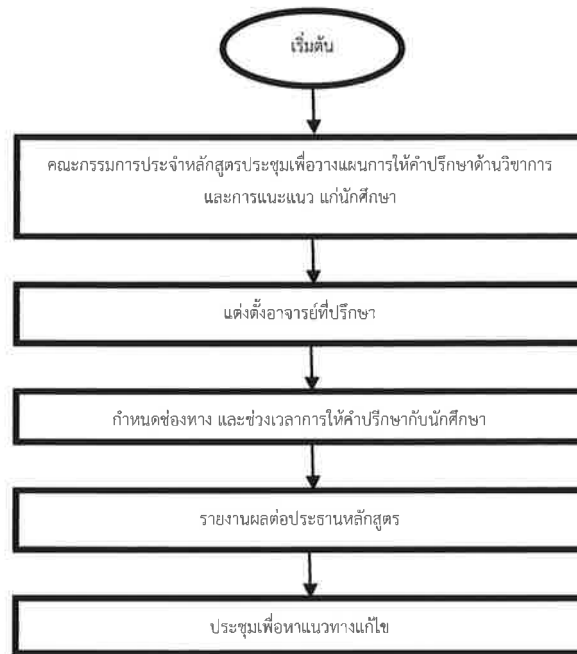 เริ่มต้น
คณะกรรมการประจำหลักสูตรประชุมเพื่อวางแผนการให้คำปรึกษาด้านวิชาการ
และการแนะแนว แก่นักศึกษา
แต่งตั้งอาจารย์ที่ปรึกษา
กำหนดช่องทาง และช่วงเวลาการให้คำปรึกษากับนักศึกษา
รายงานผลต่อประธานหลักสูตร
ประชุมเพื่อหาแนวทางแก้ไข